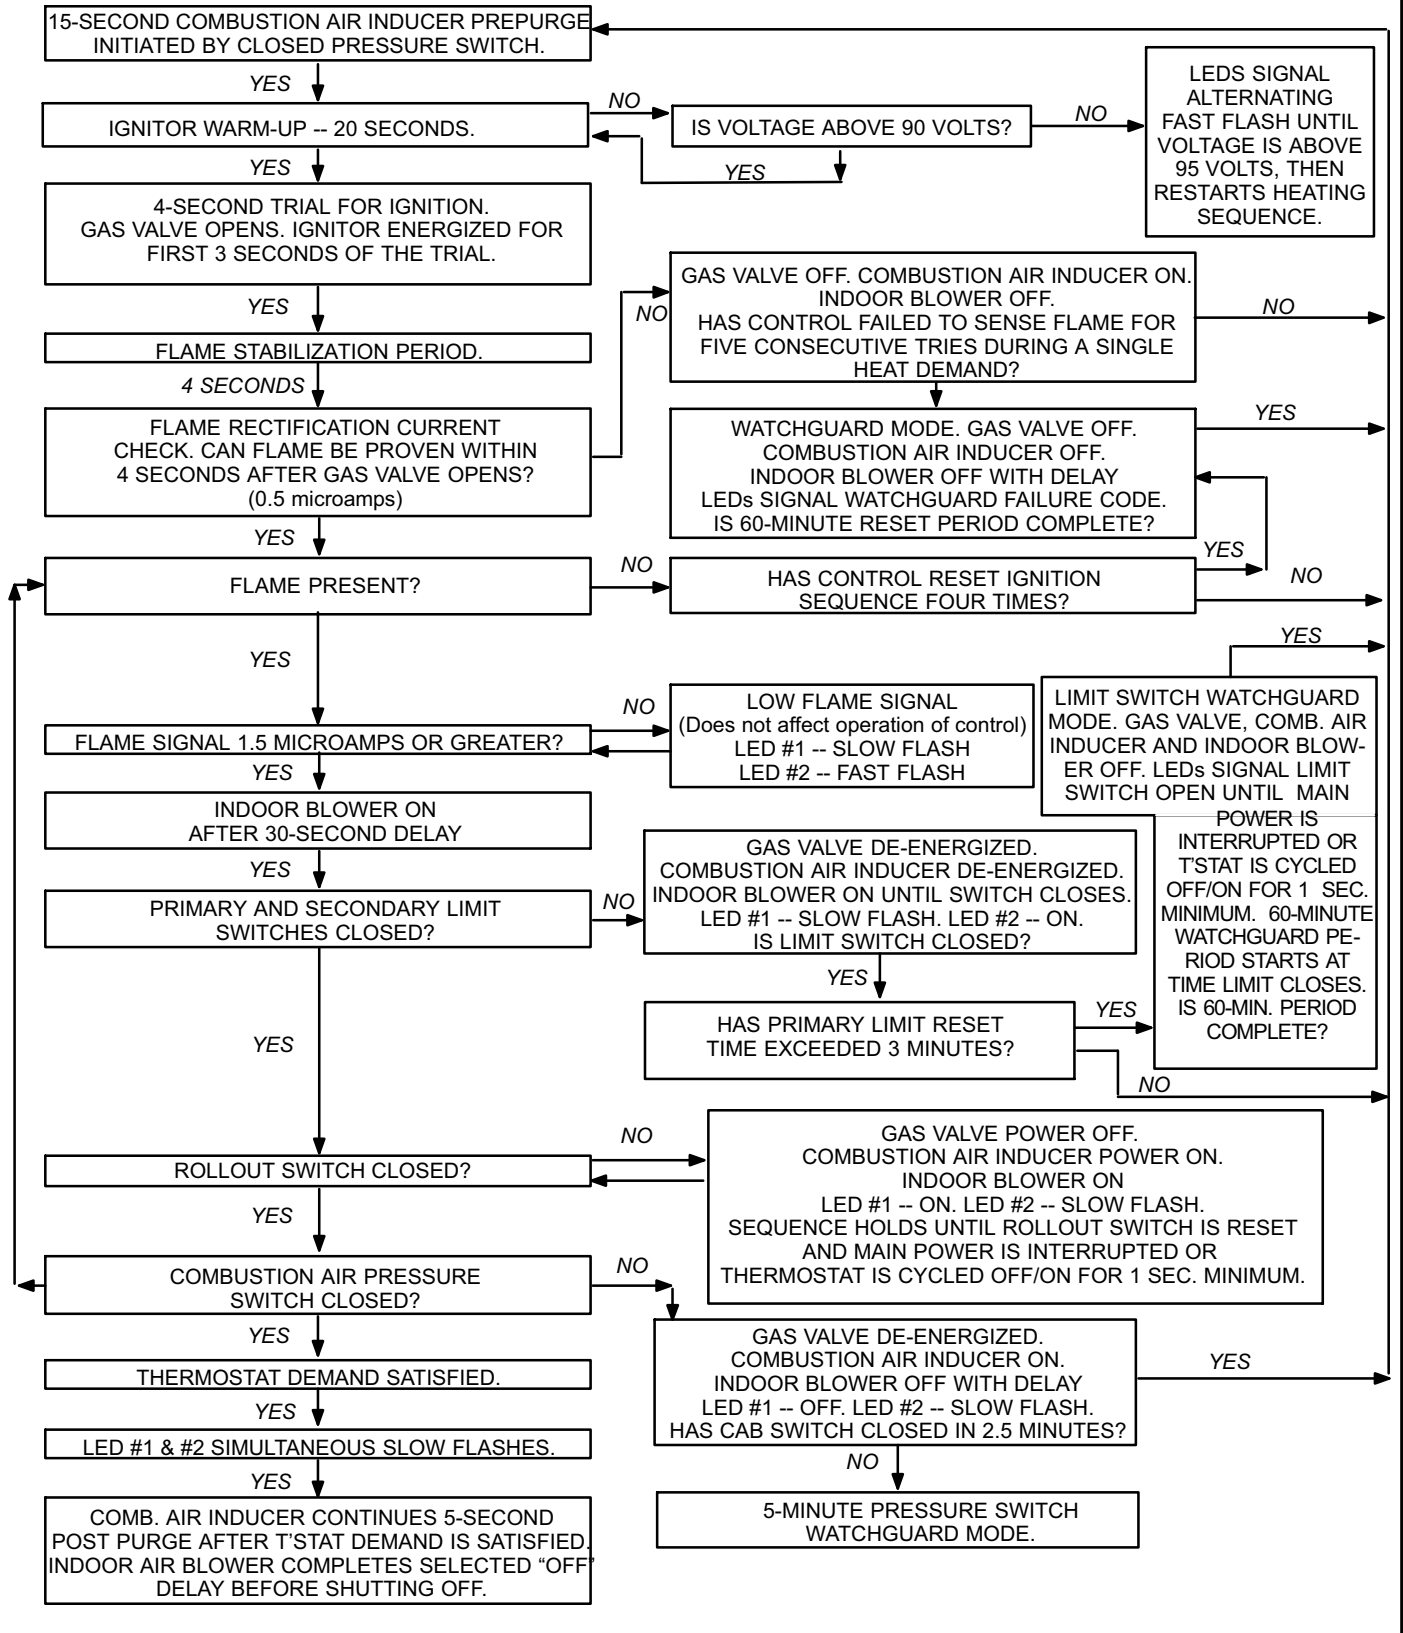 15-SECOND COMBUSTION AIR INDUCER PREPURGE
INITIATED BY CLOSED PRESSURE SWITCH.
YES
IGNITOR WARM-UP -- 20 SECONDS.
NO
IS VOLTAGE ABOVE 90 VOLTS?
YES
NO
LEDS SIGNAL
ALTERNATING
FAST FLASH UNTIL
VOLTAGE IS ABOVE
95 VOLTS, THEN
RESTARTS HEATING
SEQUENCE.
YES
4-SECOND TRIAL FOR IGNITION.
GAS VALVE OPENS. IGNITOR ENERGIZED FOR
FIRST 3 SECONDS OF THE TRIAL.
YES
FLAME STABILIZATION PERIOD.
4 SECONDS
FLAME RECTIFICATION CURRENT
CHECK. CAN FLAME BE PROVEN WITHIN
4 SECONDS AFTER GAS VALVE OPENS?
(0.5 microamps)
NO
GAS VALVE OFF. COMBUSTION AIR INDUCER ON.
INDOOR BLOWER OFF.
HAS CONTROL FAILED TO SENSE FLAME FOR
FIVE CONSECUTIVE TRIES DURING A SINGLE
HEAT DEMAND?
NO
WATCHGUARD MODE. GAS VALVE OFF.
COMBUSTION AIR INDUCER OFF.
INDOOR BLOWER OFF WITH DELAY
LEDs SIGNAL WATCHGUARD FAILURE CODE.
IS 60-MINUTE RESET PERIOD COMPLETE?
YES
YES
FLAME PRESENT?
NO
HAS CONTROL RESET IGNITION
SEQUENCE FOUR TIMES?
YES
NO
YES
FLAME SIGNAL 1.5 MICROAMPS OR GREATER?
NO
LOW FLAME SIGNAL
(Does not affect operation of control)
LED #1 -- SLOW FLASH
LED #2 -- FAST FLASH
YES
LIMIT SWITCH WATCHGUARD
MODE. GAS VALVE, COMB. AIR
INDUCER AND INDOOR BLOW-
ER OFF. LEDs SIGNAL LIMIT
SWITCH OPEN UNTIL MAIN
POWER IS
INTERRUPTED OR
T'STAT IS CYCLED
OFF/ON FOR 1 SEC.
MINIMUM. 60-MINUTE
WATCHGUARD PE-
RIOD STARTS AT
TIME LIMIT CLOSES.
IS 60-MIN. PERIOD
COMPLETE?
YES
INDOOR BLOWER ON
AFTER 30-SECOND DELAY
YES
PRIMARY AND SECONDARY LIMIT
SWITCHES CLOSED?
NO
GAS VALVE DE-ENERGIZED.
COMBUSTION AIR INDUCER DE-ENERGIZED.
INDOOR BLOWER ON UNTIL SWITCH CLOSES.
LED #1 -- SLOW FLASH. LED #2 -- ON.
IS LIMIT SWITCH CLOSED?
YES
HAS PRIMARY LIMIT RESET
TIME EXCEEDED 3 MINUTES?
YES
NO
YES
ROLLOUT SWITCH CLOSED?
NO
GAS VALVE POWER OFF.
COMBUSTION AIR INDUCER POWER ON.
INDOOR BLOWER ON
LED #1 -- ON. LED #2 -- SLOW FLASH.
SEQUENCE HOLDS UNTIL ROLLOUT SWITCH IS RESET
AND MAIN POWER IS INTERRUPTED OR
THERMOSTAT IS CYCLED OFF/ON FOR 1 SEC. MINIMUM.
YES
COMBUSTION AIR PRESSURE
SWITCH CLOSED?
NO
GAS VALVE DE-ENERGIZED.
COMBUSTION AIR INDUCER ON.
INDOOR BLOWER OFF WITH DELAY
LED #1 -- OFF. LED #2 -- SLOW FLASH.
HAS CAB SWITCH CLOSED IN 2.5 MINUTES?
YES
NO
5-MINUTE PRESSURE SWITCH
WATCHGUARD MODE.
YES
THERMOSTAT DEMAND SATISFIED.
YES
LED #1 & #2 SIMULTANEOUS SLOW FLASHES.
YES
COMB. AIR INDUCER CONTINUES 5-SECOND
POST PURGE AFTER T'STAT DEMAND IS SATISFIED.
INDOOR AIR BLOWER COMPLETES SELECTED “OFF”
DELAY BEFORE SHUTTING OFF.